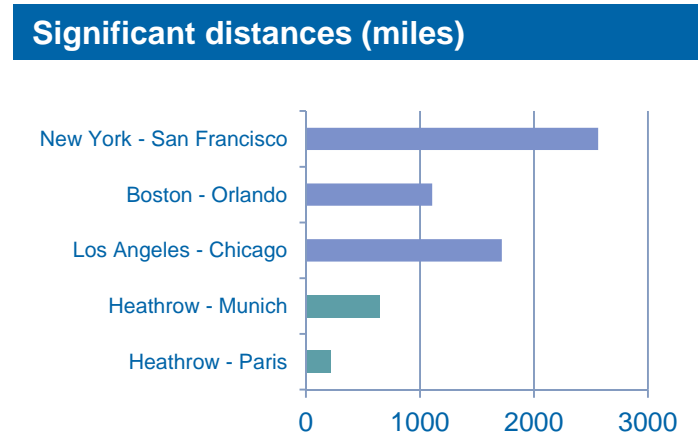 Significant distances (miles)
New York - San Francisco
Boston - Orlando
Los Angeles - Chicago
Heathrow - Munich
Heathrow - Paris
0 1000 2000 3000